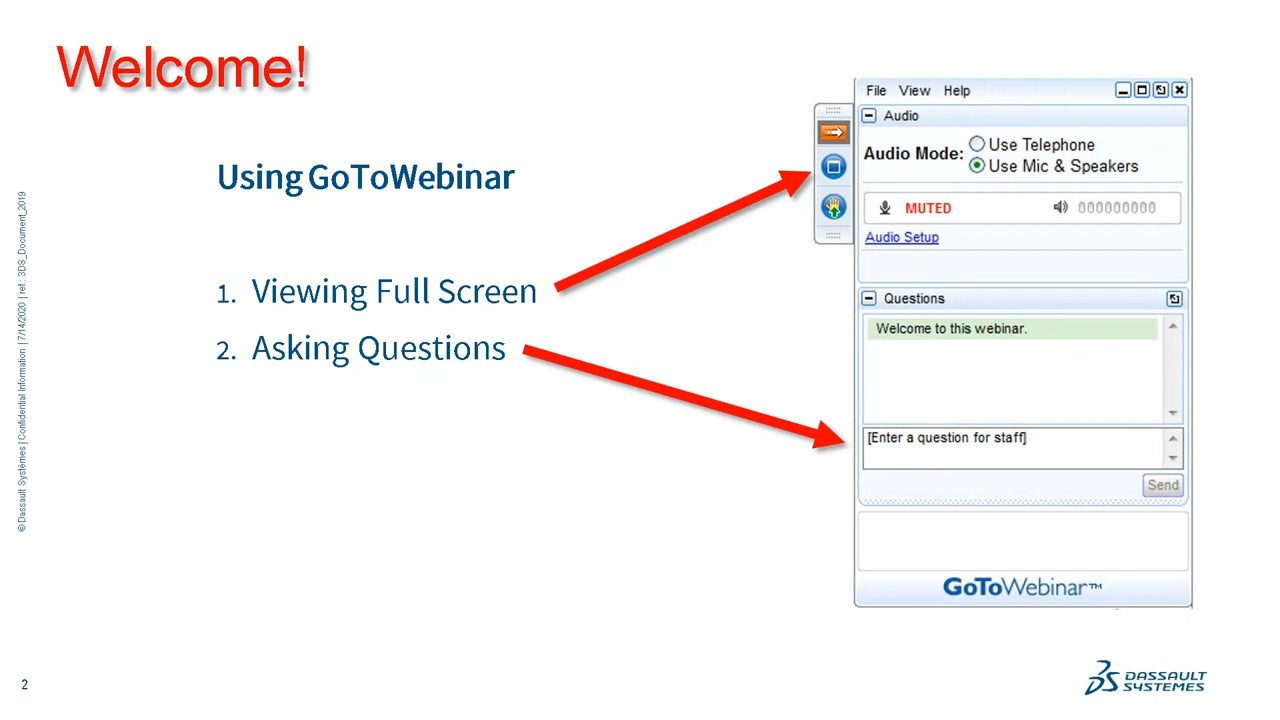 Welcome!
Using GoToWebinar
1. Viewing Full Screen
2. Asking Questions
File View Help
Audio
Audio Mode: Use Telephone
Use Mic & Speakers
MUTED 000000000
Audio Setup
Questions
Welcome to this webinar.
[Enter a question for staff]
Send
GoToWebinar™
© Dassault Systèmes | Confidential Information | 7/14/2020 | ref.: 3DS_Document_2019
2
DASSAULT
SYSTEMES